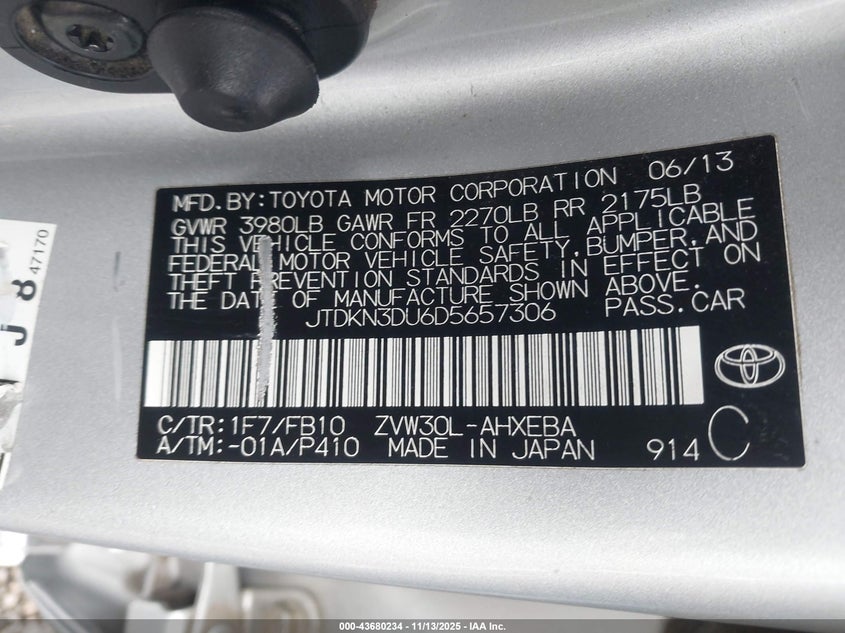 MFD. BY: TOYOTA MOTOR CORPORATION 06/13
GVWR 3980LB GAWR FR 2270LB RR 2175LB
THIS VEHICLE CONFORMS TO ALL APPLICABLE
FEDERAL MOTOR VEHICLE SAFETY, BUMPER, AND
THEFT PREVENTION STANDARDS IN EFFECT ON
THE DATE OF MANUFACTURE SHOWN ABOVE.
JTDKN3DU6D5657306 PASS. CAR
C/TR: 1F7/FB10 ZVW30L-AHXEBA
A/TM: -01A/P410 MADE IN JAPAN 914 C
J8
47170
000-43680234 - 11/13/2025 - IAA Inc.